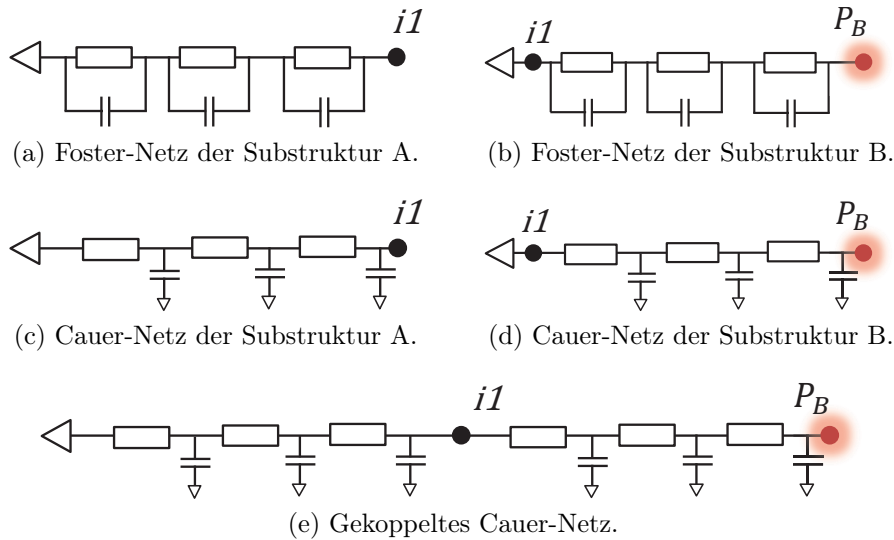 i1
P_B
i1
(a) Foster-Netz der Substruktur A.
(b) Foster-Netz der Substruktur B.
i1
i1
P_B
(c) Cauer-Netz der Substruktur A.
(d) Cauer-Netz der Substruktur B.
i1
P_B
(e) Gekoppeltes Cauer-Netz.